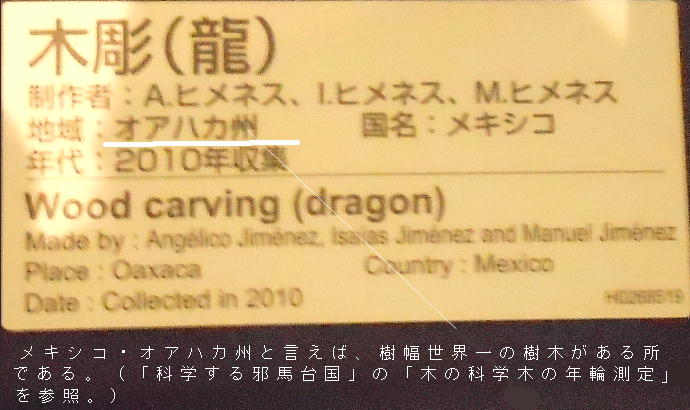 木彫(龍)
制作者:A.ヒメネス、I.ヒメネス、M.ヒメネス
地域:オアハカ州 国名:メキシコ
年代:2010年収集
Wood carving (dragon)
Made by : Angélico Jiménez, Isaías Jiménez and Manuel Jiménez
Place : Oaxaca Country : Mexico
Date : Collected in 2010
H0268519
メキシコ・オアハカ州と言えば、樹幅世界一の樹木がある所
である。(「科学する邪馬台国」の「木の科学木の年輪測定」
を参照。)